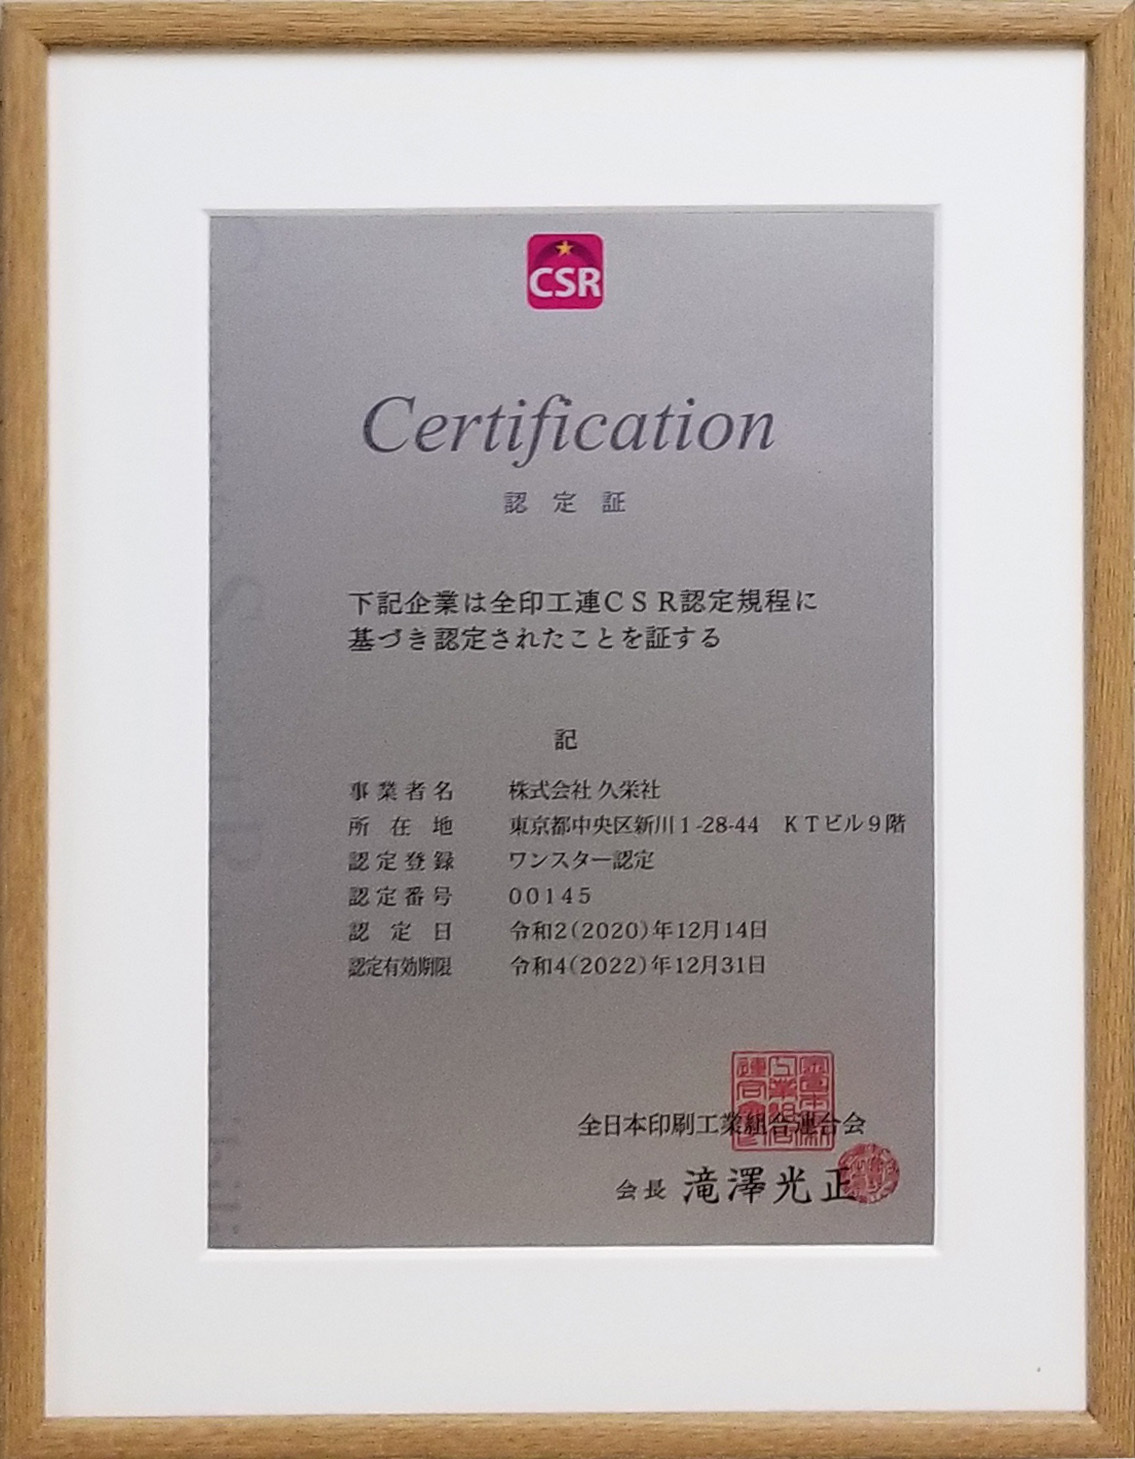 CSR
Certification
認定証
下記企業は全印工連CSR認定規程に
基づき認定されたことを証する
記
事業者名 株式会社 久栄社
所在地 東京都中央区新川1-28-44 KTビル9階
認定登録 ワンスター認定
認定番号 00145
認定日 令和2(2020)年12月14日
認定有効期限 令和4(2022)年12月31日
全日本印刷工業組合連合会
会長 滝澤光正